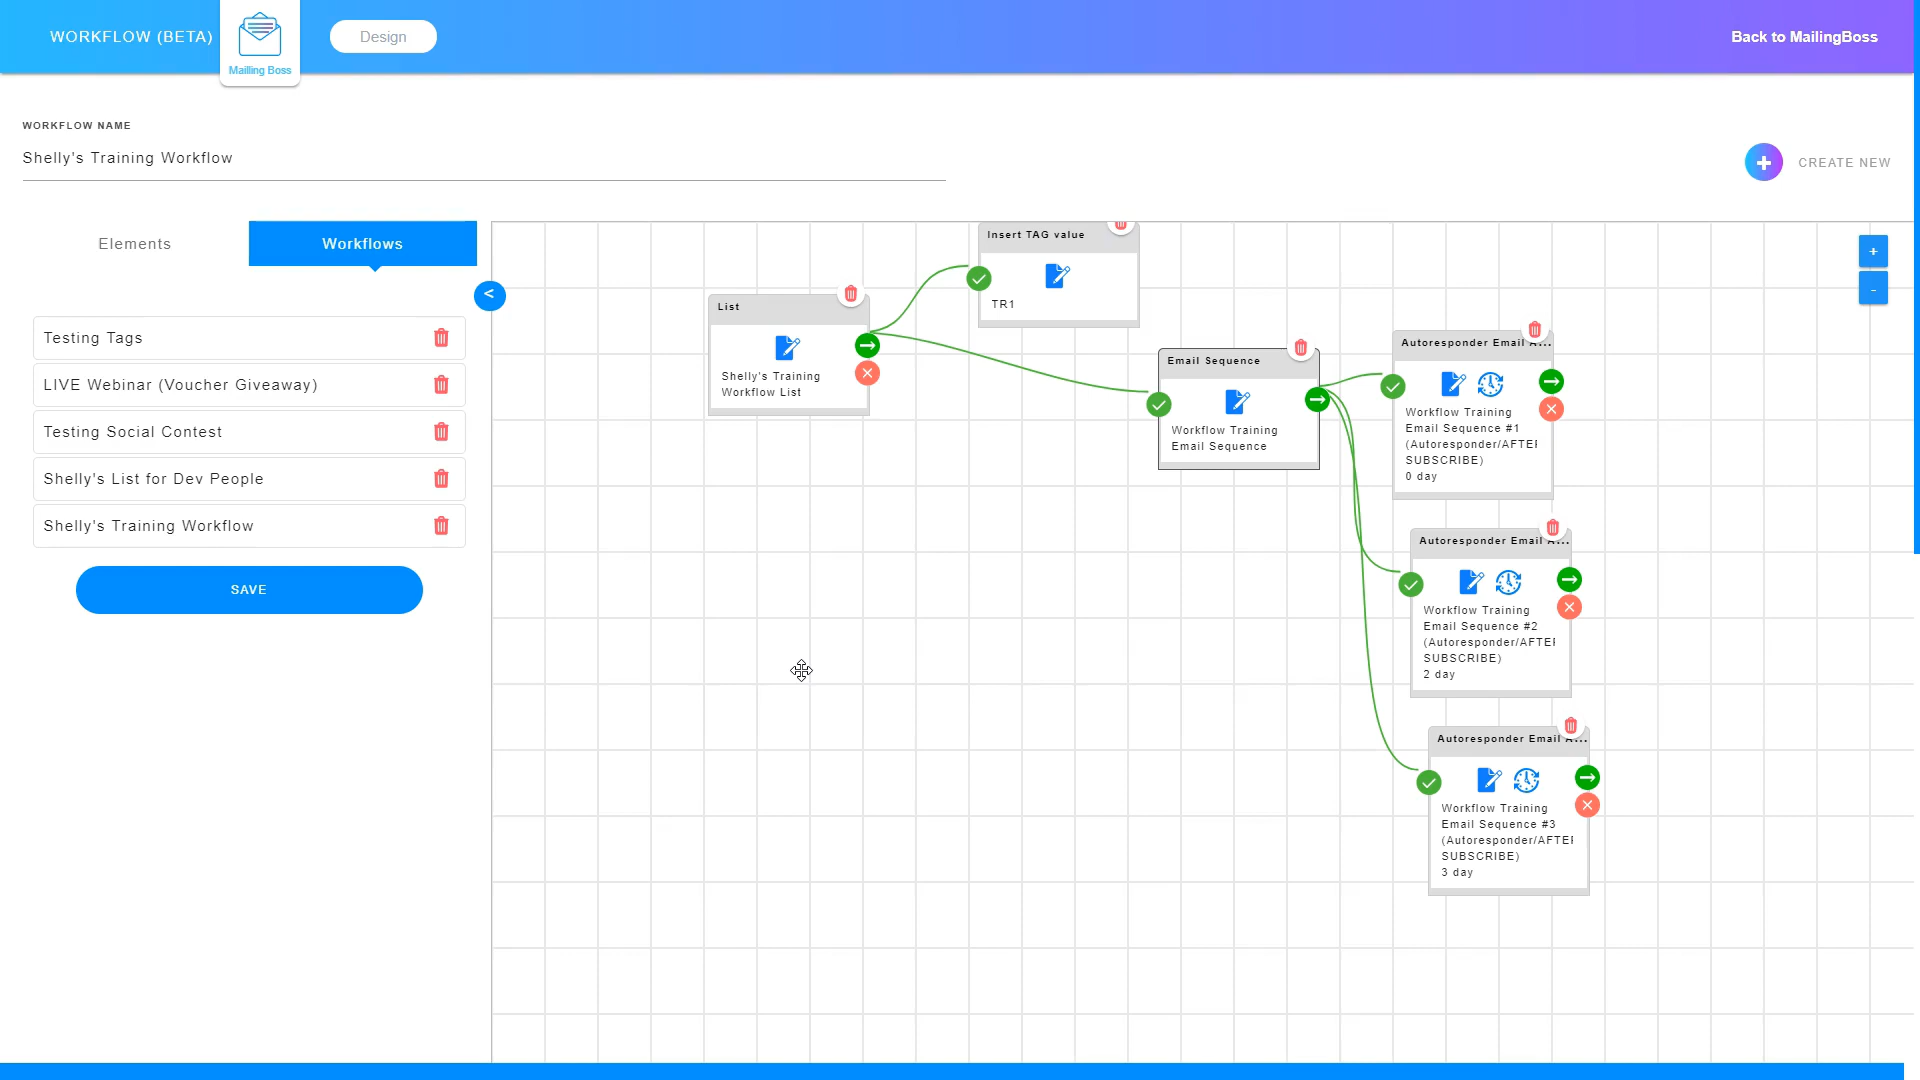 WORKFLOW (BETA)
Mailling Boss
Design
Back to MailingBoss
WORKFLOW NAME
Shelly's Training Workflow
CREATE NEW
Elements
Workflows
<
Testing Tags
LIVE Webinar (Voucher Giveaway)
Testing Social Contest
Shelly's List for Dev People
Shelly's Training Workflow
SAVE
+
-
Insert TAG value
TR1
List
Shelly's Training
Workflow List
Email Sequence
Workflow Training
Email Sequence
Autoresponder Email A...
Workflow Training
Email Sequence #1
(Autoresponder/AFTER
SUBSCRIBE)
0 day
Autoresponder Email A...
Workflow Training
Email Sequence #2
(Autoresponder/AFTER
SUBSCRIBE)
2 day
Autoresponder Email A...
Workflow Training
Email Sequence #3
(Autoresponder/AFTER
SUBSCRIBE)
3 day